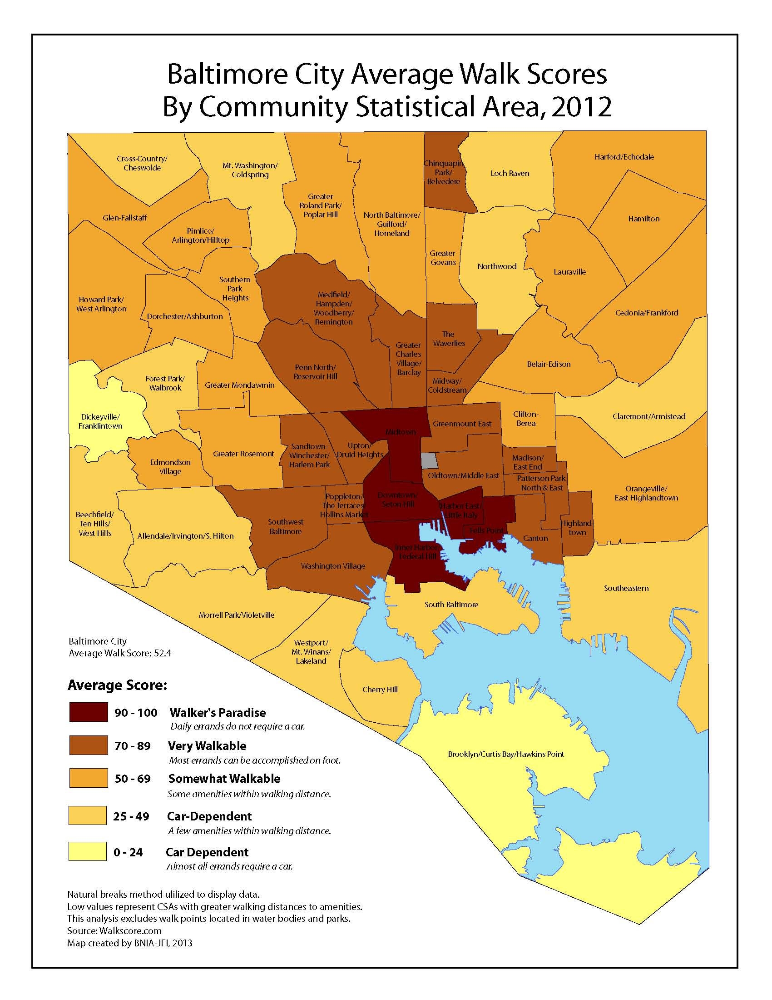 Baltimore City Average Walk Scores
By Community Statistical Area, 2012
Cross-Country/
Cheswolde
Mt. Washington/
Coldspring
Greater
Roland Park/
Poplar Hill
North Baltimore/
Guilford/
Homeland
Chinquapin
Park/
Belvedere
Loch Raven
Harford/Echodale
Glen-Fallstaff
Pimlico/
Arlington/Hilltop
Hamilton
Greater
Govans
Northwood
Lauraville
Howard Park/
West Arlington
Southern
Park
Heights
Dorchester/Ashburton
Medfield/
Hampden/
Woodberry/
Remington
Cedonia/Frankford
The
Waverlies
Greater
Charles
Village/
Barclay
Belair-Edison
Penn North/
Reservoir Hill
Forest Park/
Walbrook
Greater Mondawmin
Midway/
Coldstream
Dickeyville/
Franklintown
Clifton-
Berea
Claremont/Armistead
Greenmount East
Midtown
Edmondson
Village
Greater Rosemont
Sandtown-
Winchester/
Harlem Park
Upton/
Druid Heights
Madison/
East End
Oldtown/Middle East
Patterson Park
North & East
Orangeville/
East Highlandtown
Beechfield/
Ten Hills/
West Hills
Allendale/Irvington/S. Hilton
Southwest
Baltimore
Poppleton/
The Terraces/
Hollins Market
Downtown/
Seton Hill
Harbor East/
Little Italy
Fells Point
Canton
Highland-
town
Inner Harbor/
Federal Hill
Washington Village
Southeastern
South Baltimore
Morrell Park/Violetville
Westport/
Mt. Winans/
Lakeland
Cherry Hill
Brooklyn/Curtis Bay/Hawkins Point
Baltimore City
Average Walk Score: 52.4
Average Score:
90 - 100 Walker's Paradise
Daily errands do not require a car.
70 - 89 Very Walkable
Most errands can be accomplished on foot.
50 - 69 Somewhat Walkable
Some amenities within walking distance.
25 - 49 Car-Dependent
A few amenities within walking distance.
0 - 24 Car Dependent
Almost all errands require a car.
Natural breaks method ulilized to display data.
Low values represent CSAs with greater walking distances to amenities.
This analysis excludes walk points located in water bodies and parks.
Source: Walkscore.com
Map created by BNIA-JFI, 2013